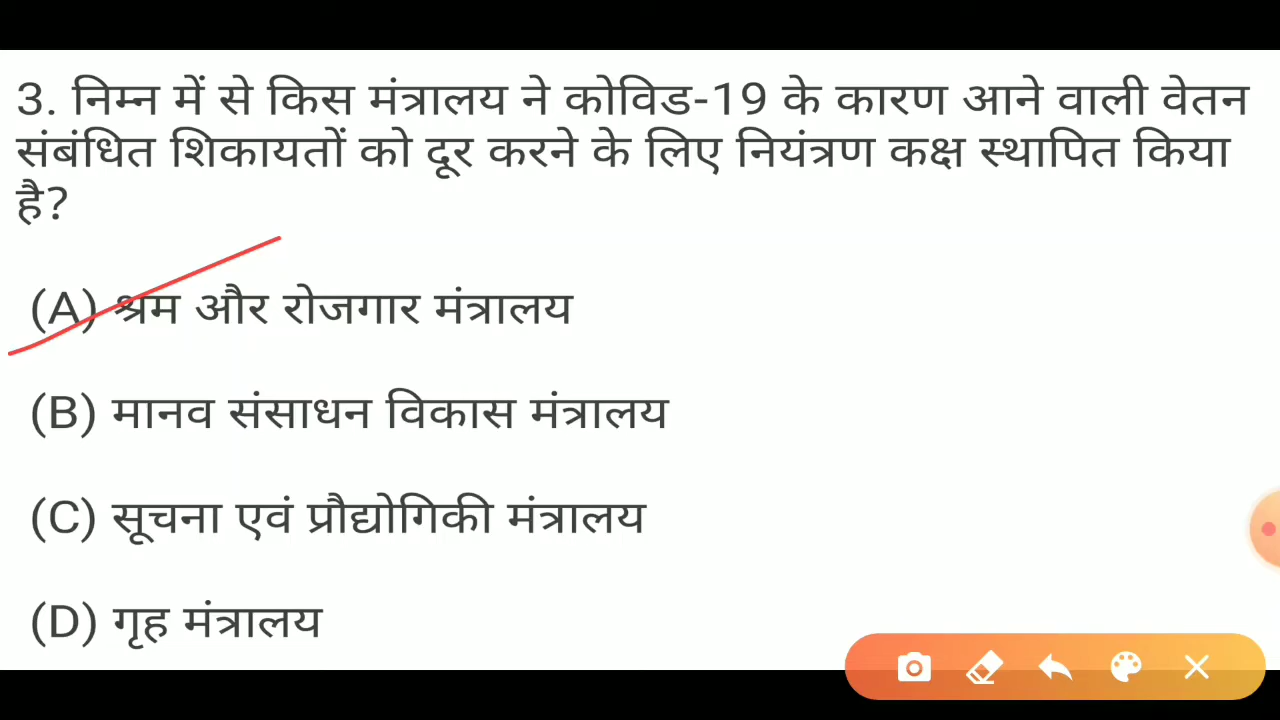 3. निम्न में से किस मंत्रालय ने कोविड-19 के कारण आने वाली वेतन
संबंधित शिकायतों को दूर करने के लिए नियंत्रण कक्ष स्थापित किया
है?
(A) श्रम और रोजगार मंत्रालय
(B) मानव संसाधन विकास मंत्रालय
(C) सूचना एवं प्रौद्योगिकी मंत्रालय
(D) गृह मंत्रालय